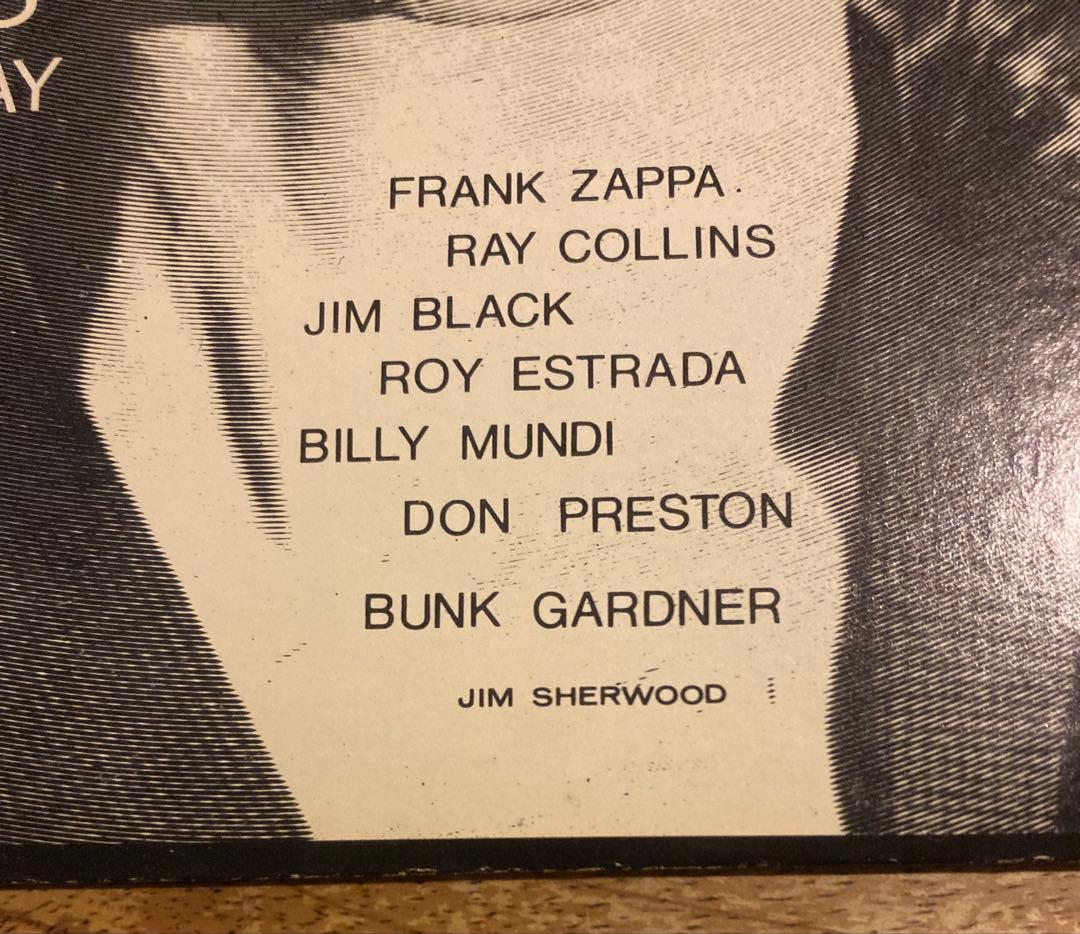 AY
FRANK ZAPPA.
RAY COLLINS
JIM BLACK
ROY ESTRADA
BILLY MUNDI
DON PRESTON
BUNK GARDNER
JIM SHERWOOD